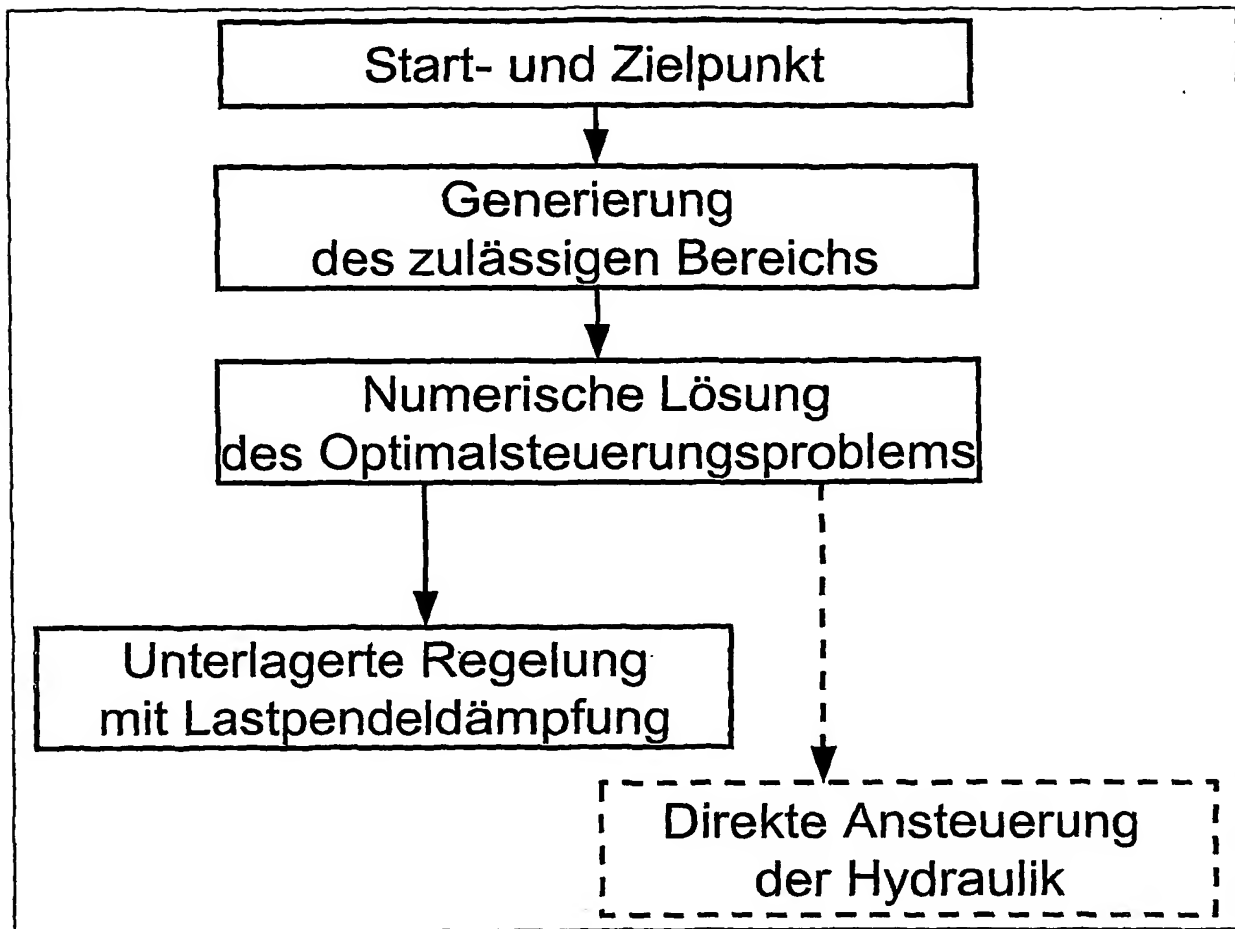 Start- und Zielpunkt
Generierung
des zulässigen Bereichs
Numerische Lösung
des Optimalsteuerungsproblems
Unterlagerte Regelung
mit Lastpendeldämpfung
Direkte Ansteuerung
der Hydraulik